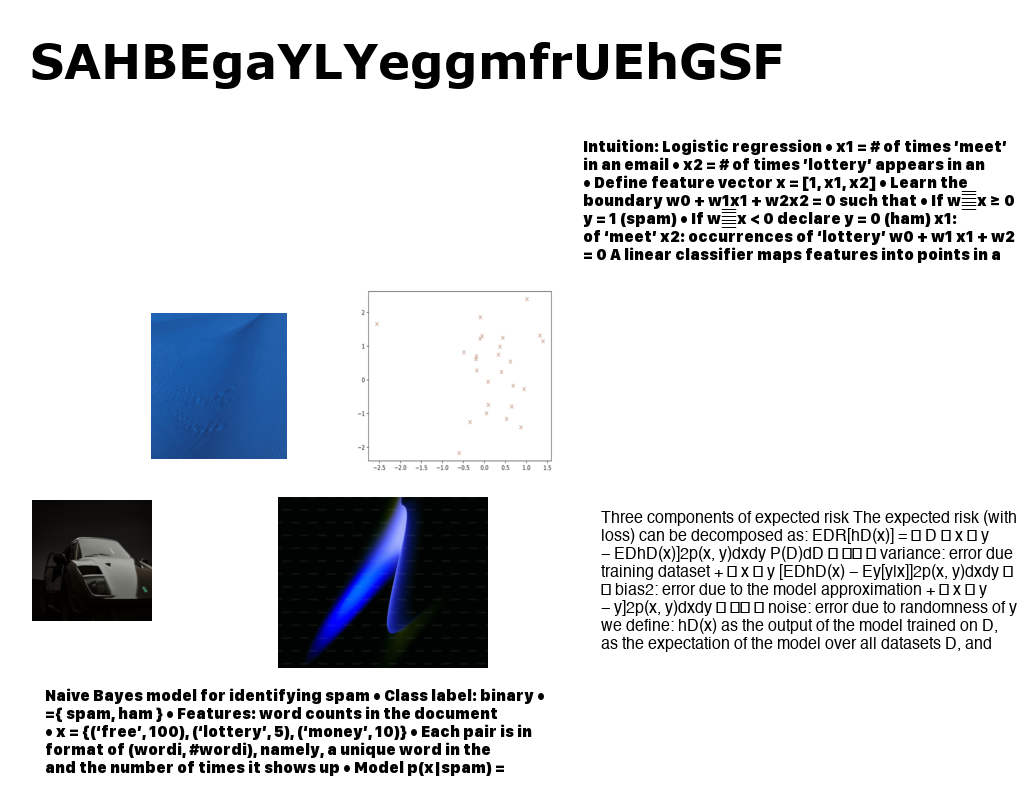 SAHBEgaYLYeggmfrUEhGSF
Intuition: Logistic regression • x1 = # of times ‘meet’
in an email • x2 = # of times ‘lottery’ appears in an
• Define feature vector x = [1, x1, x2] • Learn the
boundary w0 + w1x1 + w2x2 = 0 such that • If w𝍌x ≥ 0
y = 1 (spam) • If w𝍌x < 0 declare y = 0 (ham) x1:
of ‘meet’ x2: occurrences of ‘lottery’ w0 + w1 x1 + w2
= 0 A linear classifier maps features into points in a
2
1
0
−1
−2
−2.5 −2.0 −1.5 −1.0 −0.5 0.0 0.5 1.0 1.5
Three components of expected risk The expected risk (with
loss) can be decomposed as: EDR[hD(x)] = □ D □ x □ y
− EDhD(x)]2p(x, y)dxdy P(D)dD □ □□ □ variance: error due
training dataset + □ x □ y [EDhD(x) − Ey[y|x]]2p(x, y)dxdy □
□ bias2: error due to the model approximation + □ x □ y
− y]2p(x, y)dxdy □ □□ □ noise: error due to randomness of y
we define: hD(x) as the output of the model trained on D,
as the expectation of the model over all datasets D, and
Naive Bayes model for identifying spam • Class label: binary •
={ spam, ham } • Features: word counts in the document
• x = {(‘free’, 100), (‘lottery’, 5), (‘money’, 10)} • Each pair is in
format of (wordi, #wordi), namely, a unique word in the
and the number of times it shows up • Model p(x|spam) =